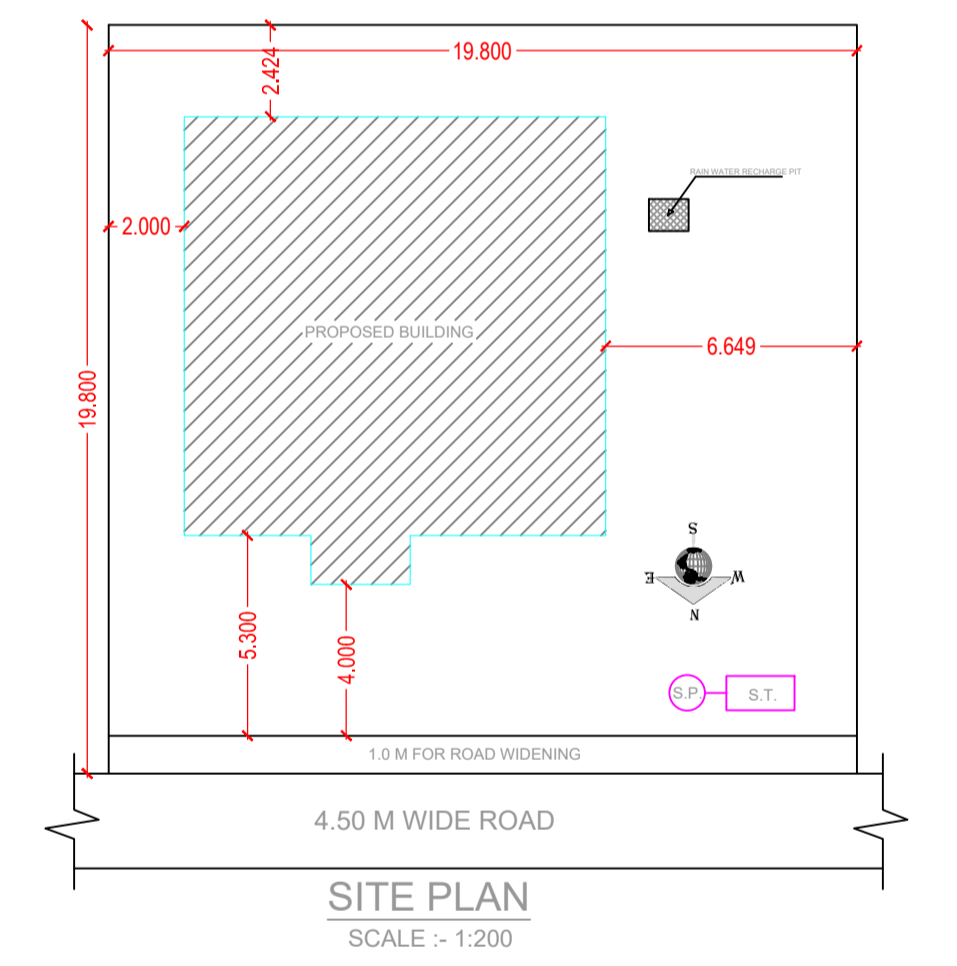 2.424
19.800
RAIN WATER RECHARGE PIT
2.000
PROPOSED BUILDING
6.649
19.800
S
E
W
N
5.300
4.000
S.P.
S.T.
1.0 M FOR ROAD WIDENING
4.50 M WIDE ROAD
SITE PLAN
SCALE :- 1:200